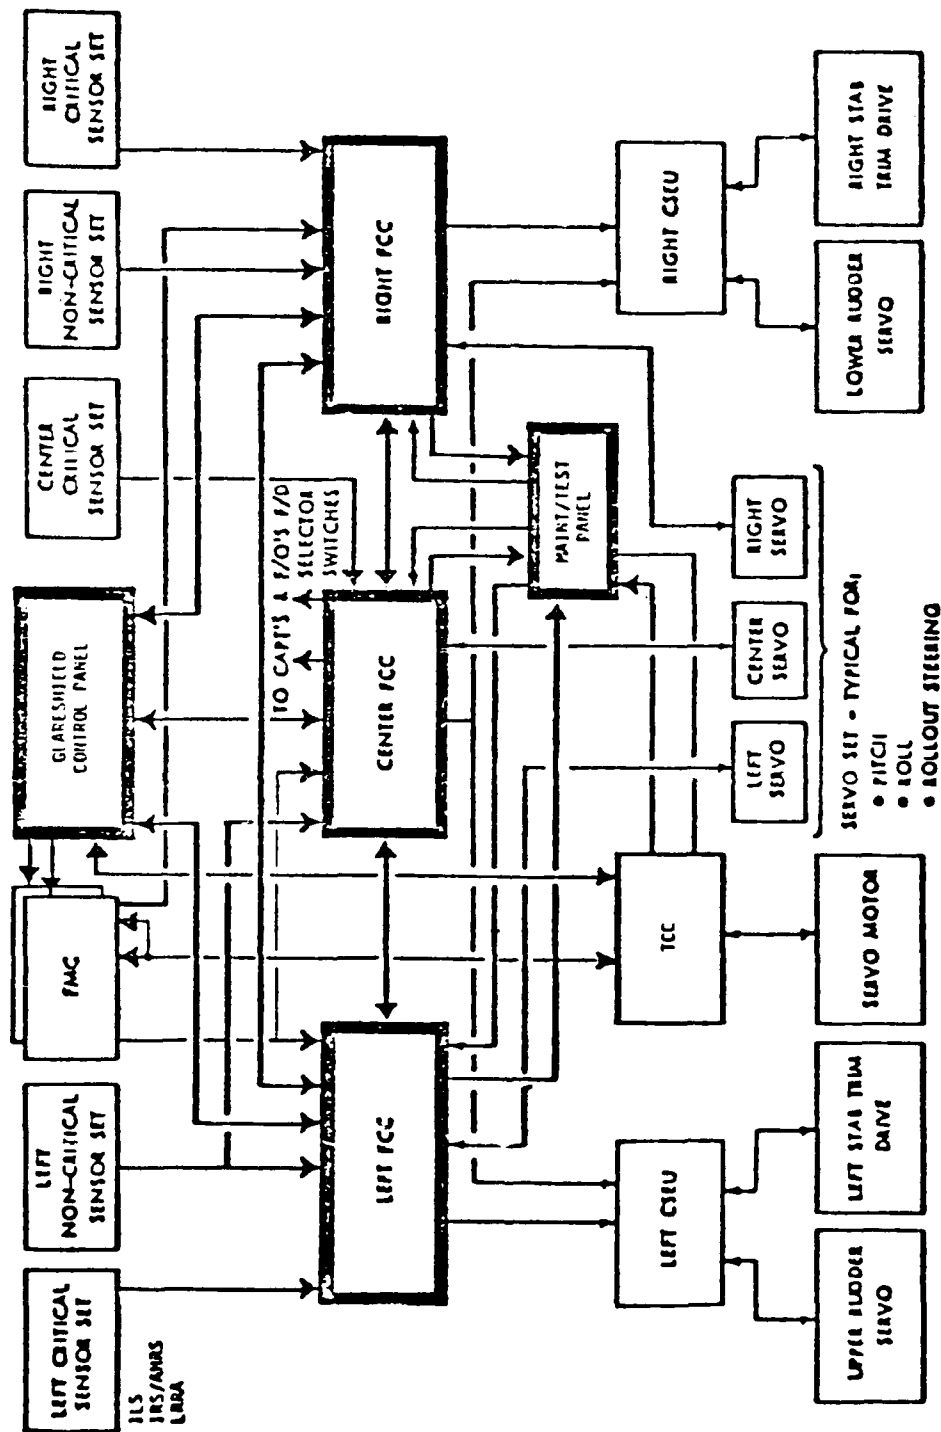 LEFT CRITICAL
SENSOR SET
ILS
IRS/AHRS
LRRA
LEFT
NON-CRITICAL
SENSOR SET
FMC
GLARESHIELD
CONTROL PANEL
CENTER
CRITICAL
SENSOR SET
RIGHT
NON-CRITICAL
SENSOR SET
RIGHT
CRITICAL
SENSOR SET
TO CAPT'S & F/O'S F/D
SELECTOR
SWITCHES
LEFT FCC
CENTER FCC
RIGHT FCC
MAINT/TEST
PANEL
LEFT CSEU
TCC
RIGHT CSEU
LEFT
SERVO
CENTER
SERVO
RIGHT
SERVO
UPPER RUDDER
SERVO
LEFT STAB TRIM
DRIVE
SERVO MOTOR
SERVO SET - TYPICAL FOR:
• PITCH
• ROLL
• ROLLOUT STEERING
LOWER RUDDER
SERVO
RIGHT STAB
TRIM DRIVE